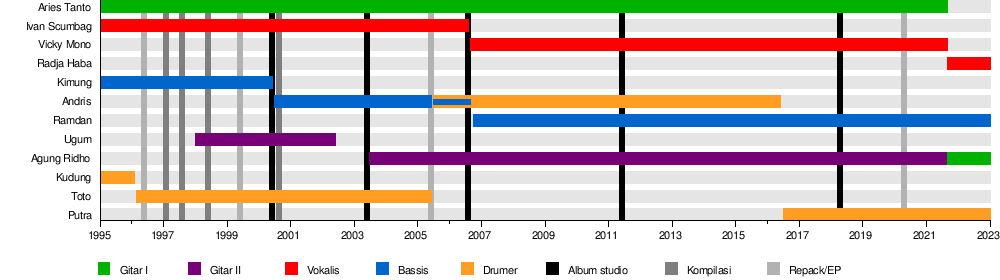 Aries Tanto
Ivan Scumbag
Vicky Mono
Radja Haba
Kimung
Andris
Ramdan
Ugum
Agung Ridho
Kudung
Toto
Putra
1995 1997 1999 2001 2003 2005 2007 2009 2011 2013 2015 2017 2019 2021 2023
Gitar I Gitar II Vokalis Bassis Drumer Album studio Kompilasi Repack/EP